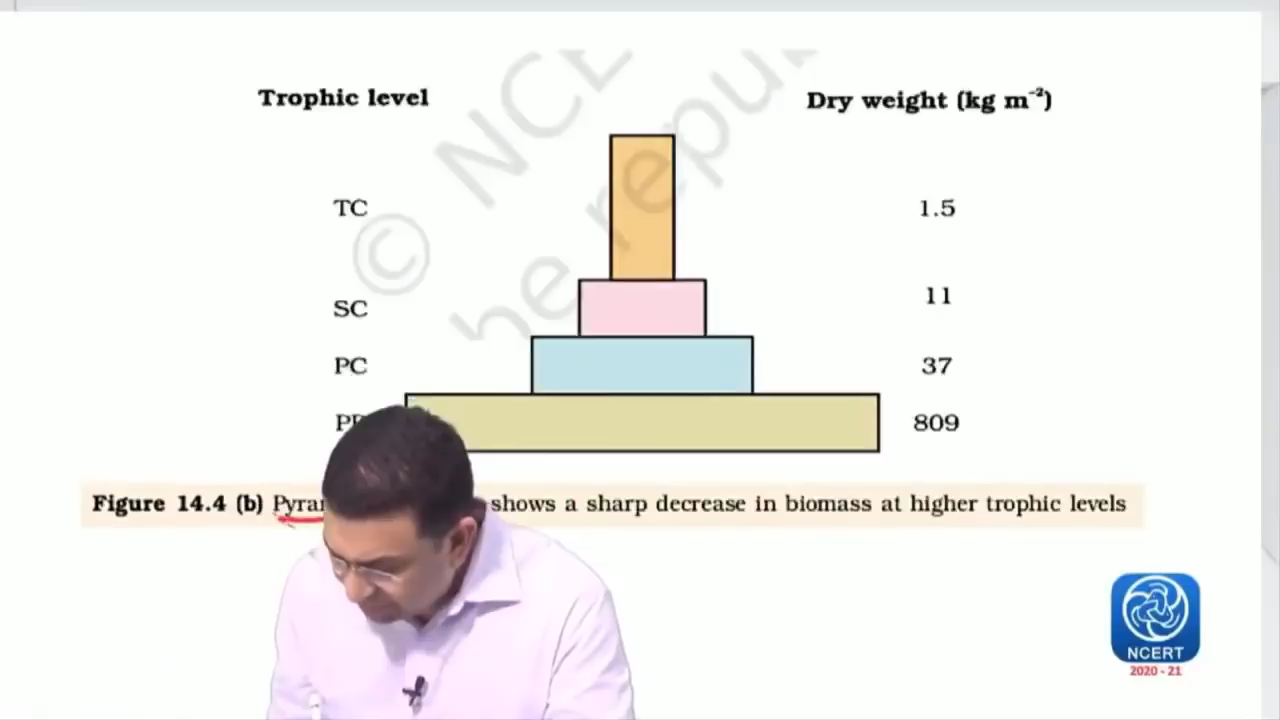 Trophic level Dry weight (kg m⁻²)
TC 1.5
SC 11
PC 37
809
Figure 14.4 (b) shows a sharp decrease in biomass at higher trophic levels
NCERT
2020 - 21